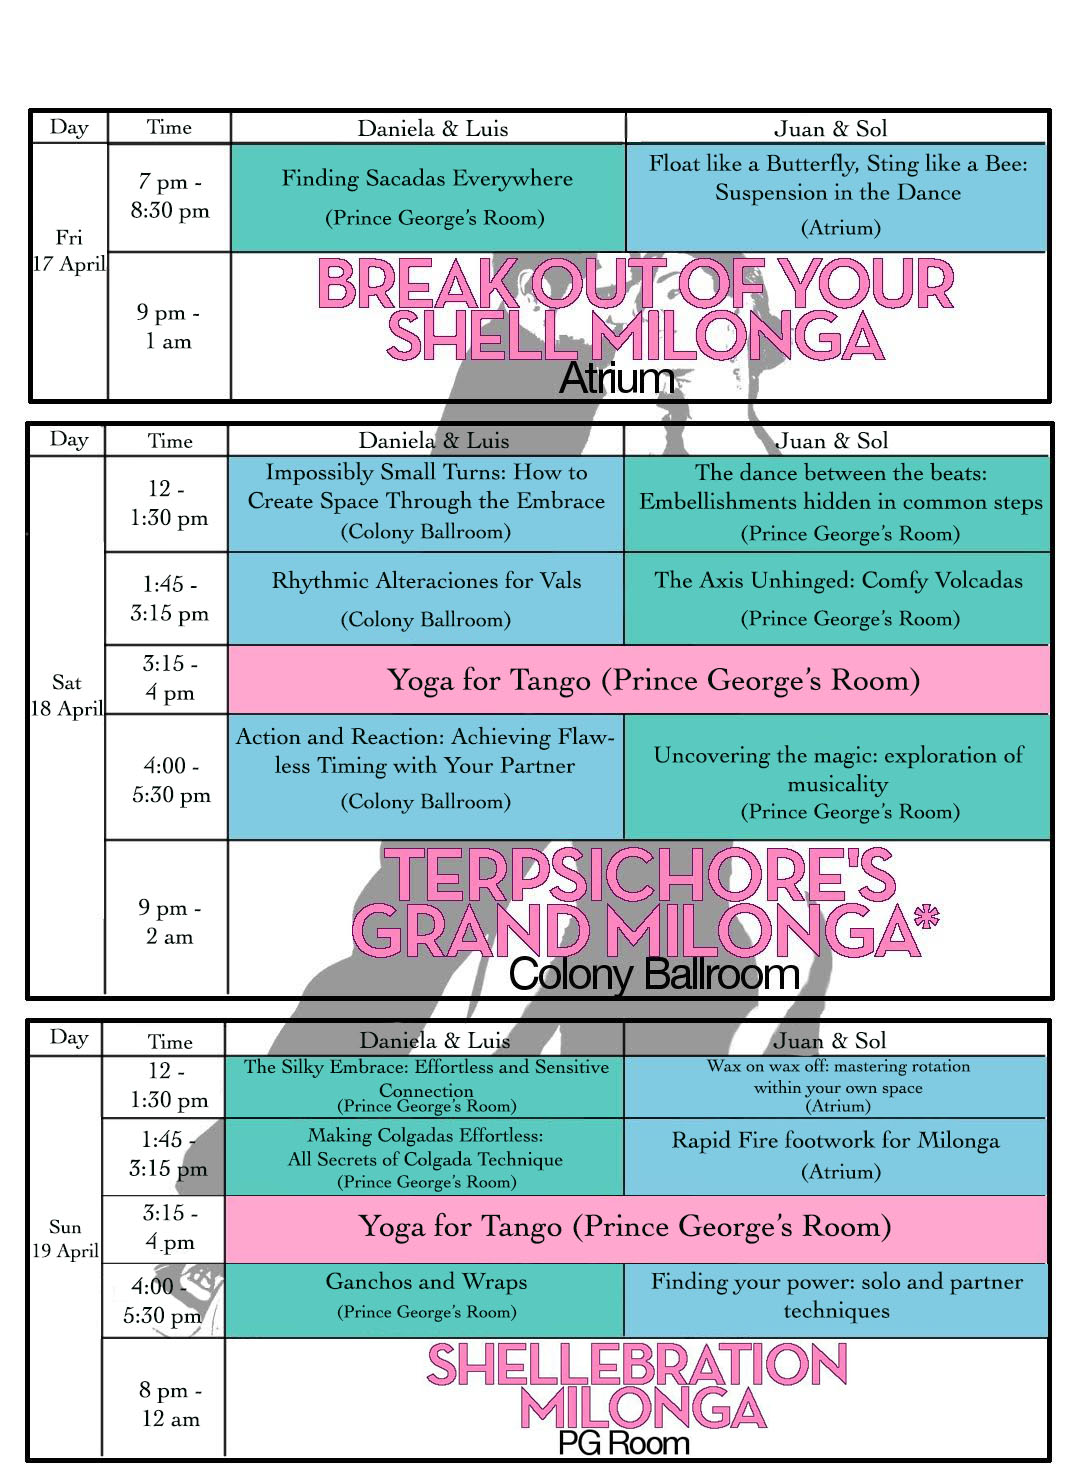 Day Time Daniela & Luis Juan & Sol
Fri
17 April
7 pm -
8:30 pm
Finding Sacadas Everywhere
(Prince George's Room)
Float like a Butterfly, Sting like a Bee:
Suspension in the Dance
(Atrium)
9 pm -
1 am
BREAK OUT OF YOUR
SHELL MILONGA
Atrium
Day Time Daniela & Luis Juan & Sol
Sat
18 April
12 -
1:30 pm
Impossibly Small Turns: How to
Create Space Through the Embrace
(Colony Ballroom)
The dance between the beats:
Embellishments hidden in common steps
(Prince George's Room)
1:45 -
3:15 pm
Rhythmic Alteraciones for Vals
(Colony Ballroom)
The Axis Unhinged: Comfy Volcadas
(Prince George's Room)
3:15 -
4 pm
Yoga for Tango (Prince George's Room)
4:00 -
5:30 pm
Action and Reaction: Achieving Flaw-
less Timing with Your Partner
(Colony Ballroom)
Uncovering the magic: exploration of
musicality
(Prince George's Room)
9 pm -
2 am
TERPSICHORE'S
GRAND MILONGA*
Colony Ballroom
Day Time Daniela & Luis Juan & Sol
Sun
19 April
12 -
1:30 pm
The Silky Embrace: Effortless and Sensitive
Connection
(Prince George's Room)
Wax on wax off: mastering rotation
within your own space
(Atrium)
1:45 -
3:15 pm
Making Colgadas Effortless:
All Secrets of Colgada Technique
(Prince George's Room)
Rapid Fire footwork for Milonga
(Atrium)
3:15 -
4 pm
Yoga for Tango (Prince George's Room)
4:00 -
5:30 pm
Ganchos and Wraps
(Prince George's Room)
Finding your power: solo and partner
techniques
8 pm -
12 am
SHELLEBRATION
MILONGA
PG Room